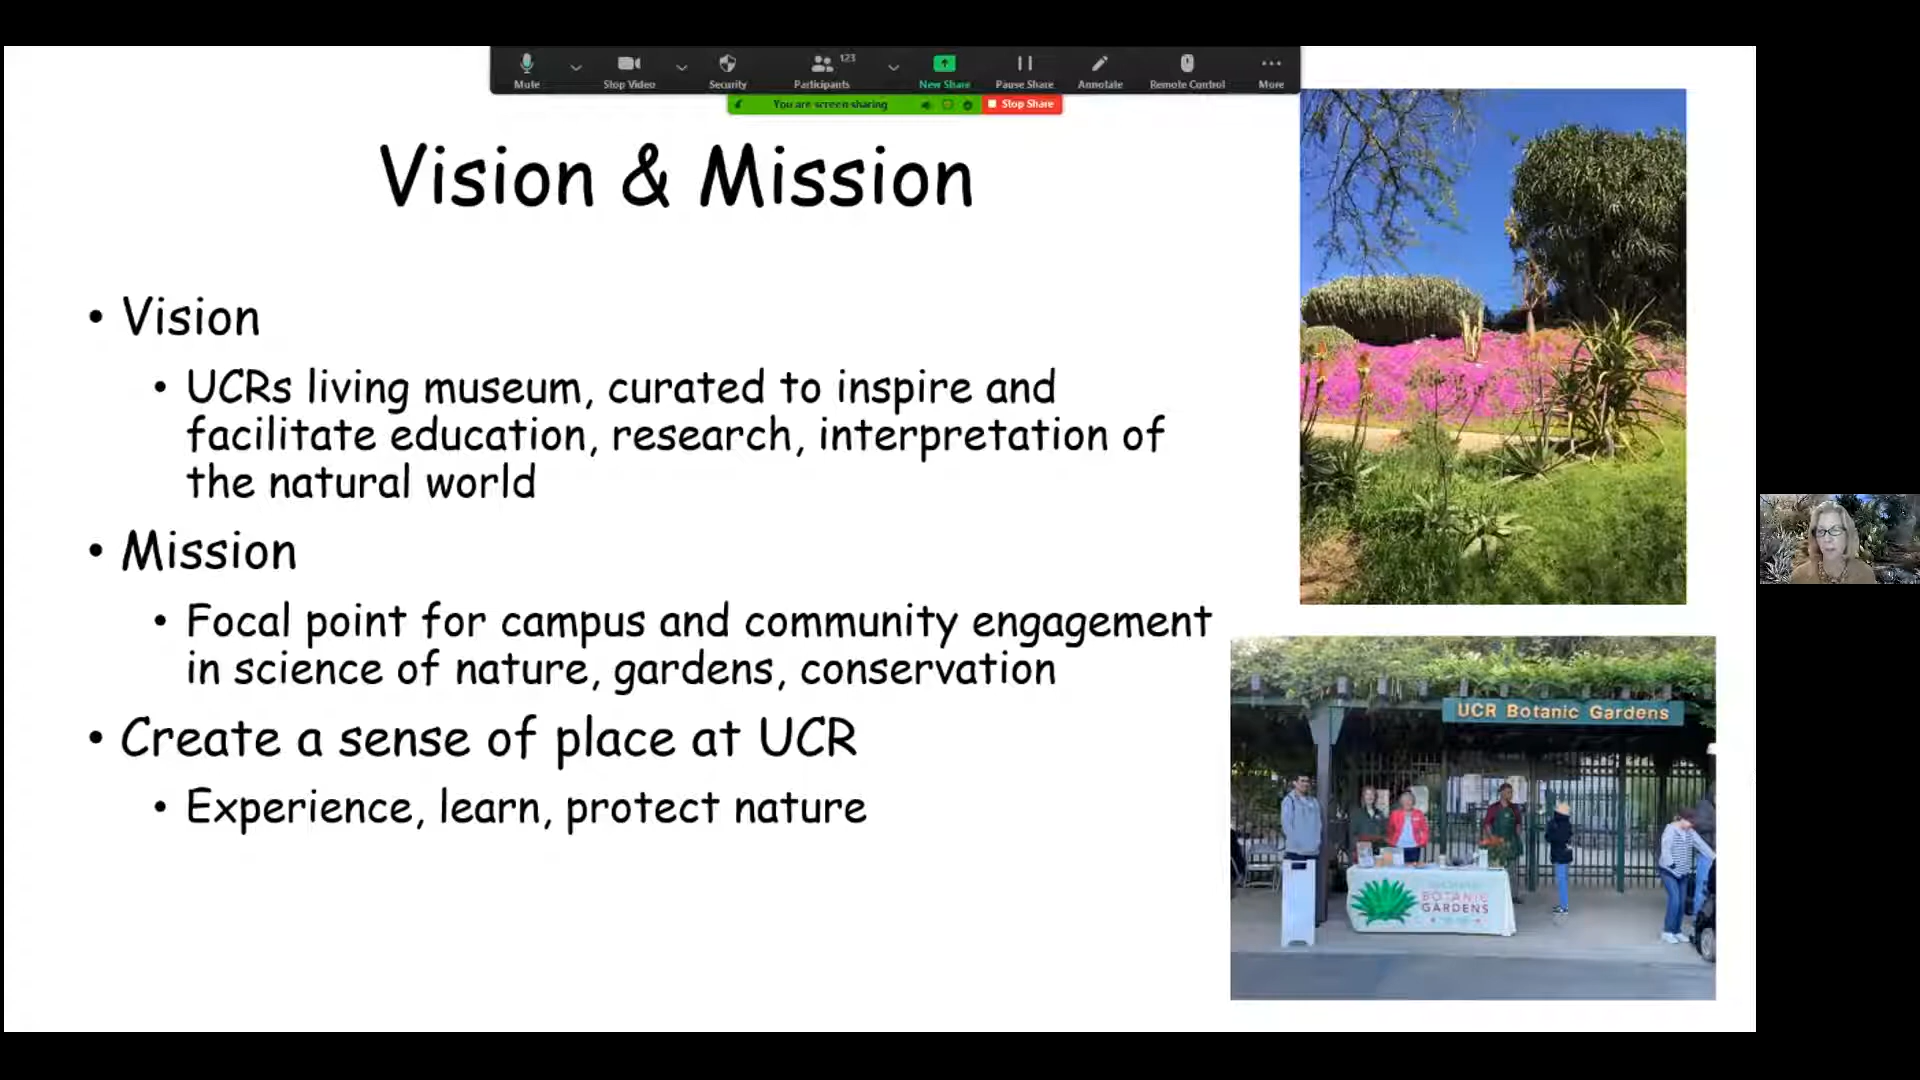 123
Mute
Stop Video
Security
Participants
New Share
Pause Share
Annotate
Remote Control
More
You are screen sharing
Stop Share
Vision & Mission
• Vision
• UCRs living museum, curated to inspire and
facilitate education, research, interpretation of
the natural world
• Mission
• Focal point for campus and community engagement
in science of nature, gardens, conservation
• Create a sense of place at UCR
• Experience, learn, protect nature
UCR Botanic Gardens
BOTANIC
GARDENS